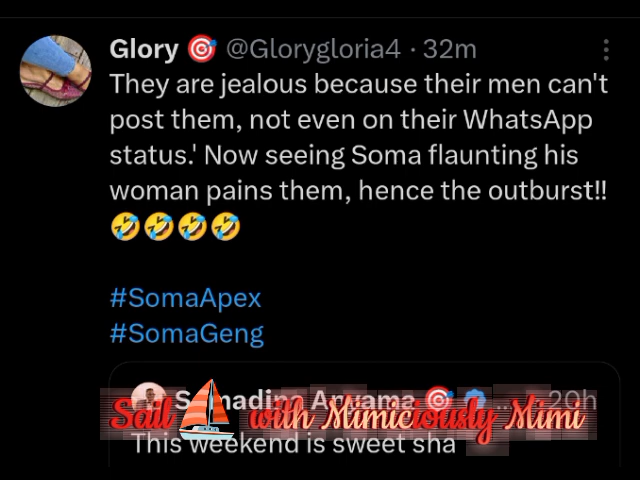 Glory 🎯 @Glorygloria4 · 32m
They are jealous because their men can't
post them, not even on their WhatsApp
status.' Now seeing Soma flaunting his
woman pains them, hence the outburst!!
🤣🤣🤣🤣
#SomaApex
#SomaGeng
20h
Sail with Mimiciously Mimi
This weekend is sweet sha